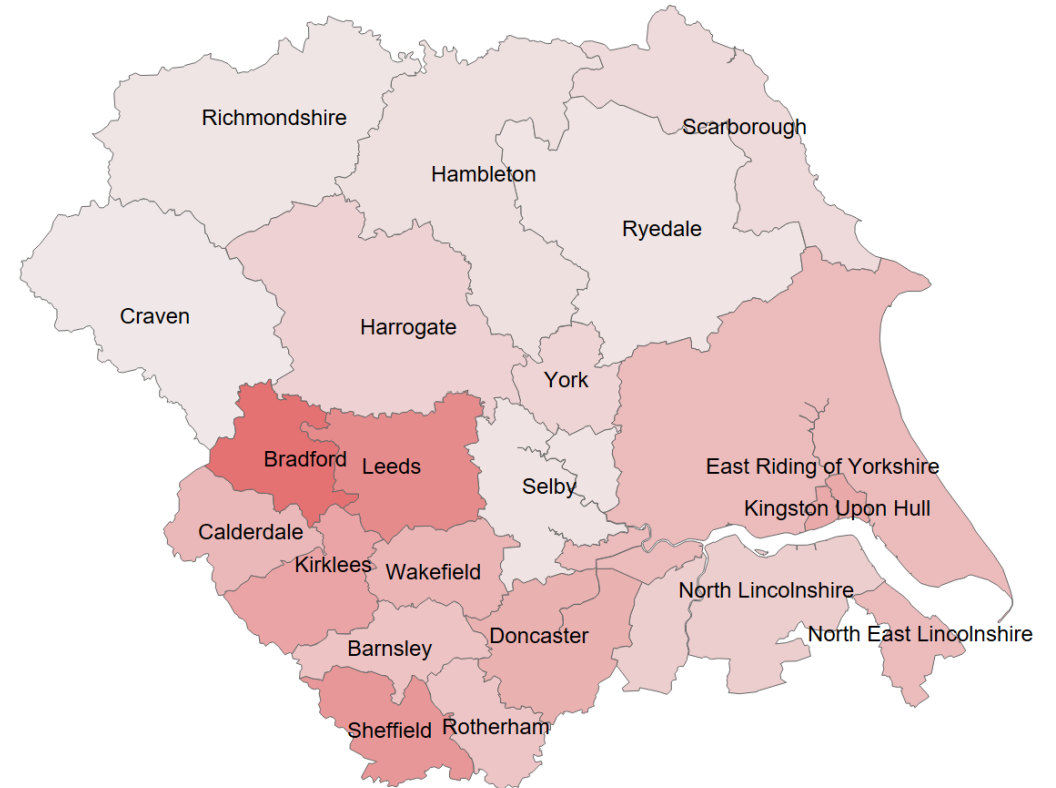 Richmondshire
Scarborough
Hambleton
Ryedale
Craven
Harrogate
York
Bradford
Leeds
East Riding of Yorkshire
Selby
Kingston Upon Hull
Calderdale
Kirklees
Wakefield
North Lincolnshire
Doncaster
North East Lincolnshire
Barnsley
Sheffield
Rotherham